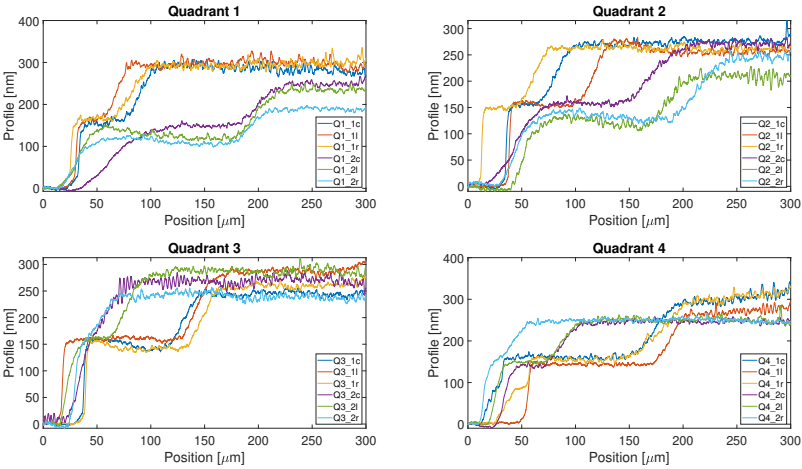 Quadrant 1
400
300
200
100
0
Profile [nm]
0 50 100 150 200 250 300
Position [μm]
Q1_1c
Q1_1l
Q1_1r
Q1_2c
Q1_2l
Q1_2r
Quadrant 2
300
250
200
150
100
50
0
Profile [nm]
0 50 100 150 200 250 300
Position [μm]
Q2_1c
Q2_1l
Q2_1r
Q2_2c
Q2_2l
Q2_2r
Quadrant 3
300
250
200
150
100
50
0
Profile [nm]
0 50 100 150 200 250 300
Position [μm]
Q3_1c
Q3_1l
Q3_1r
Q3_2c
Q3_2l
Q3_2r
Quadrant 4
400
300
200
100
0
Profile [nm]
0 50 100 150 200 250 300
Position [μm]
Q4_1c
Q4_1l
Q4_1r
Q4_2c
Q4_2l
Q4_2r